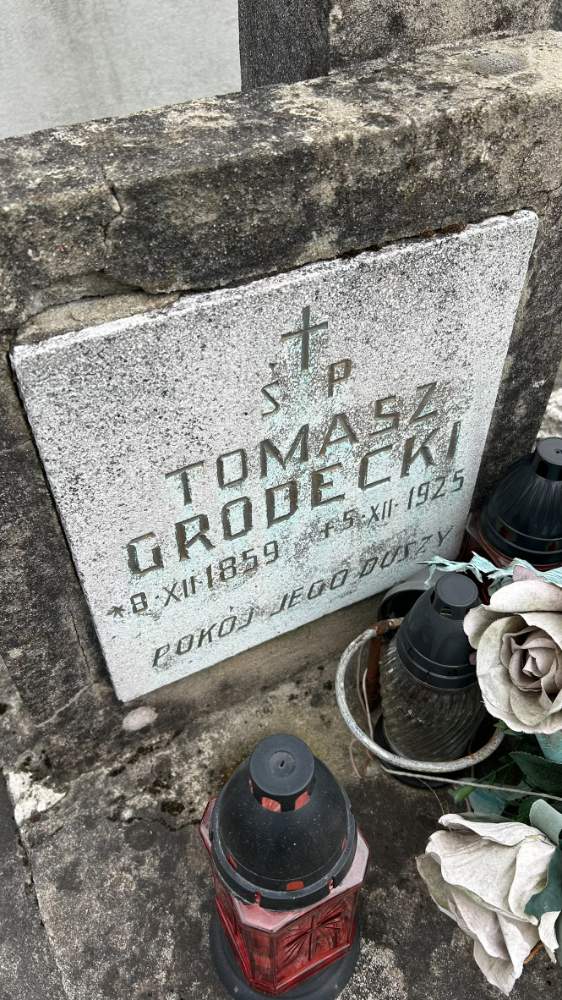 Ś P
TOMASZ
GRODECKI
*8·XII·1859 +5·XII·1925
POKÓJ JEGO DUSZY